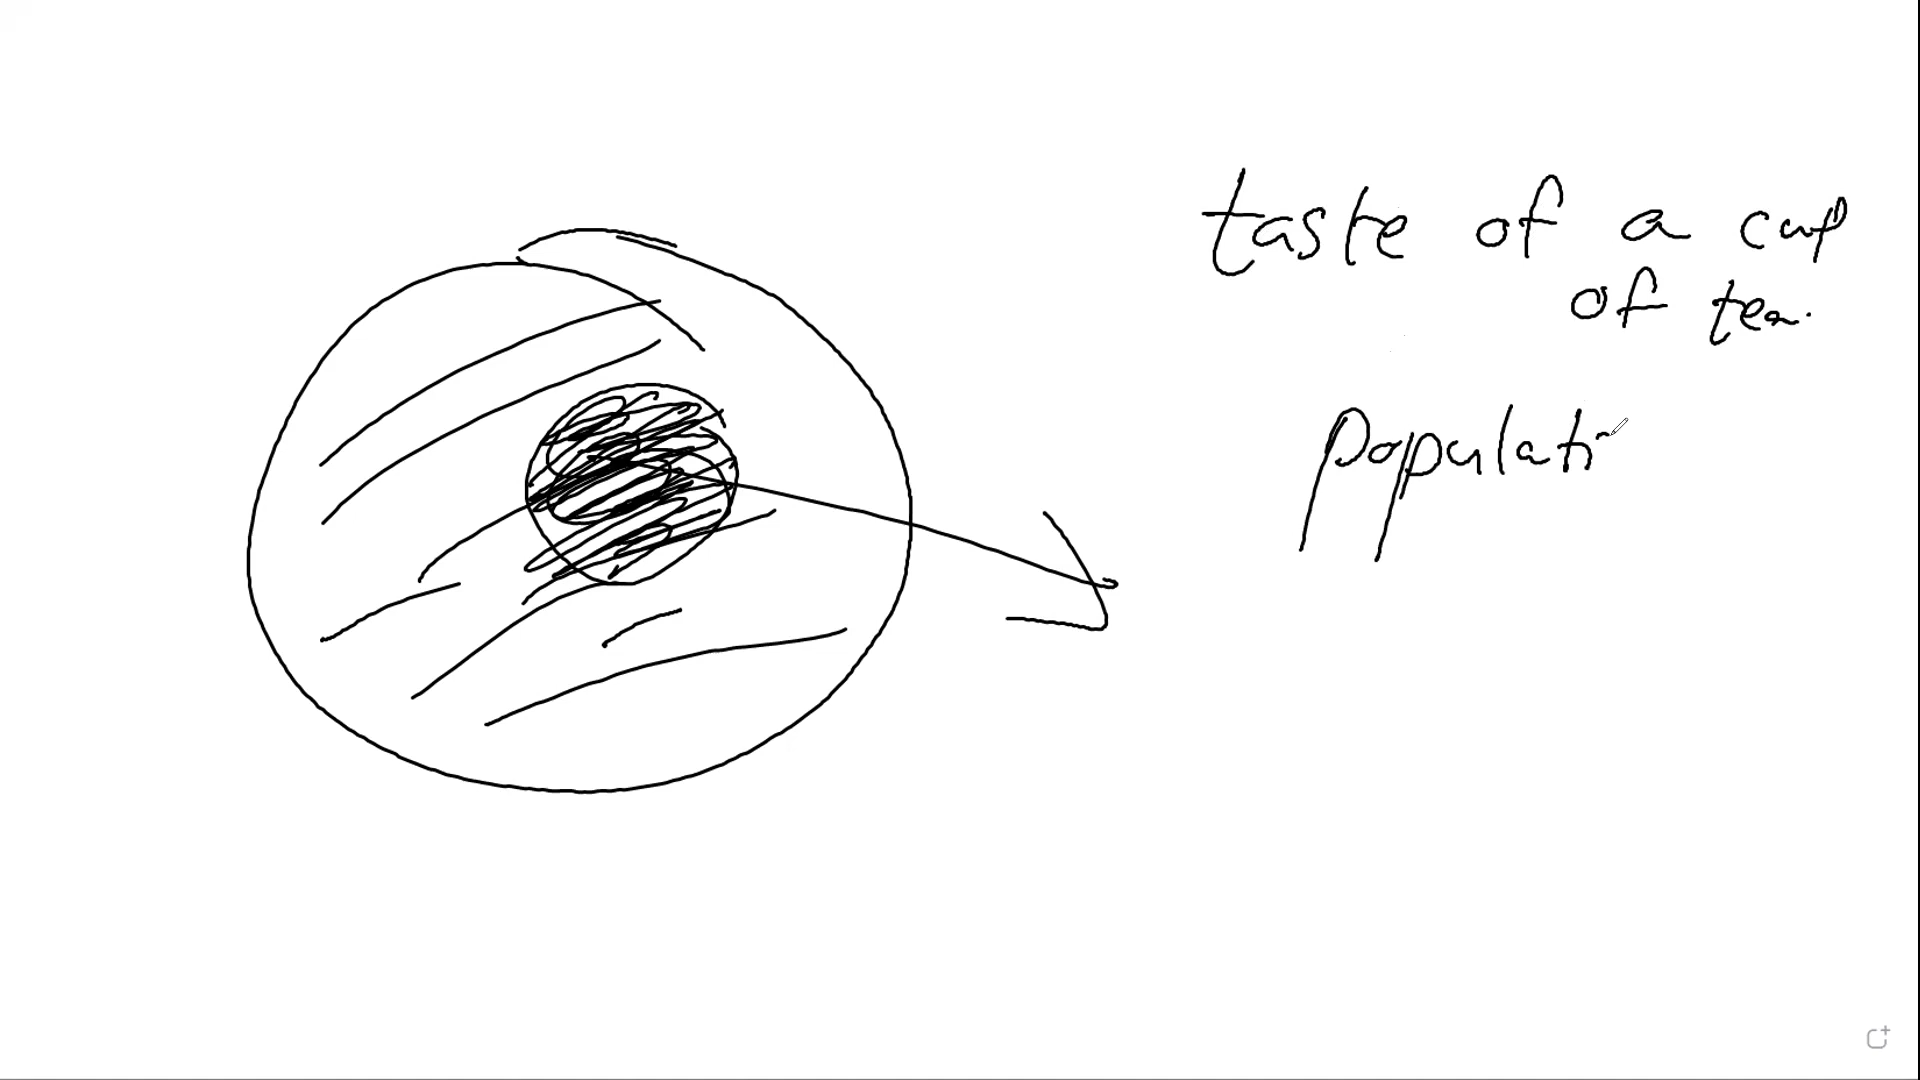 taste of a cup
of tea.
populati